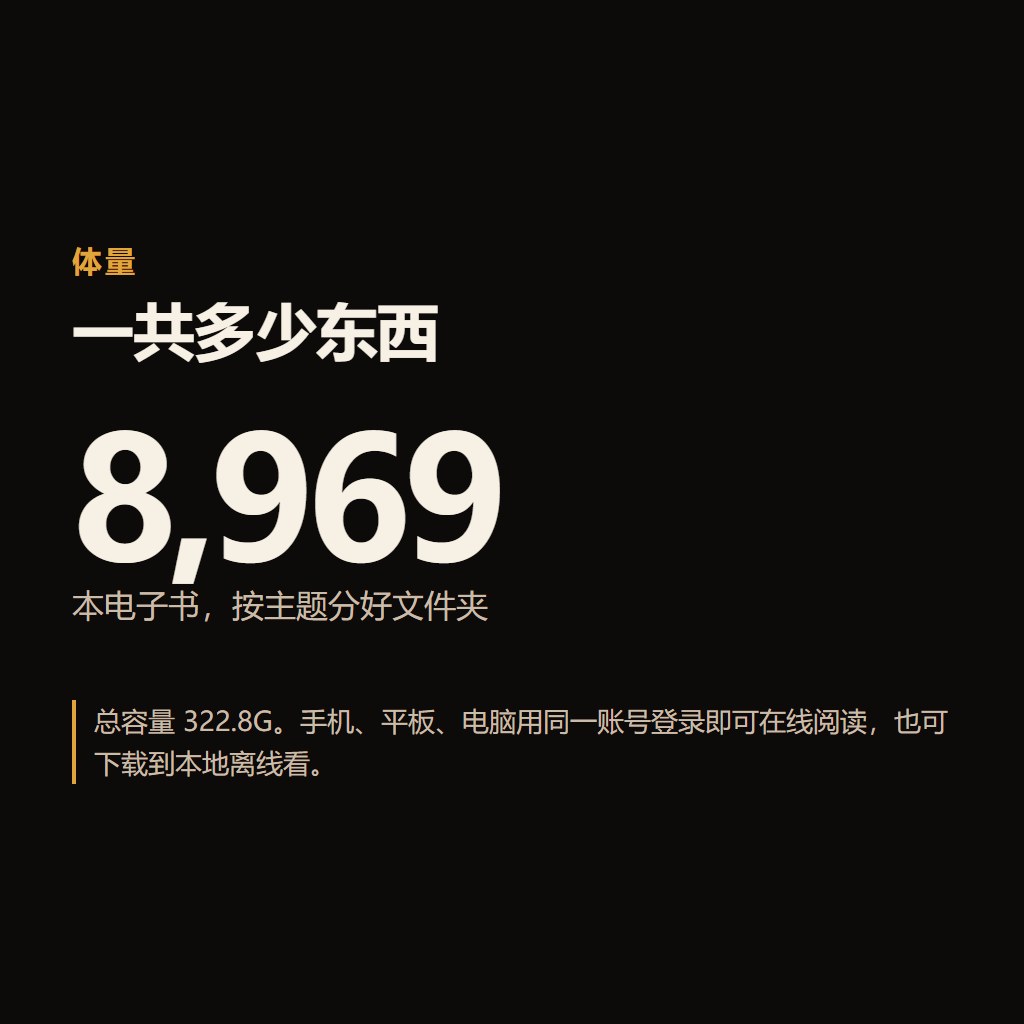 体量
一共多少东西
8,969
本电子书，按主题分好文件夹
总容量 322.8G。手机、平板、电脑用同一账号登录即可在线阅读，也可
下载到本地离线看。